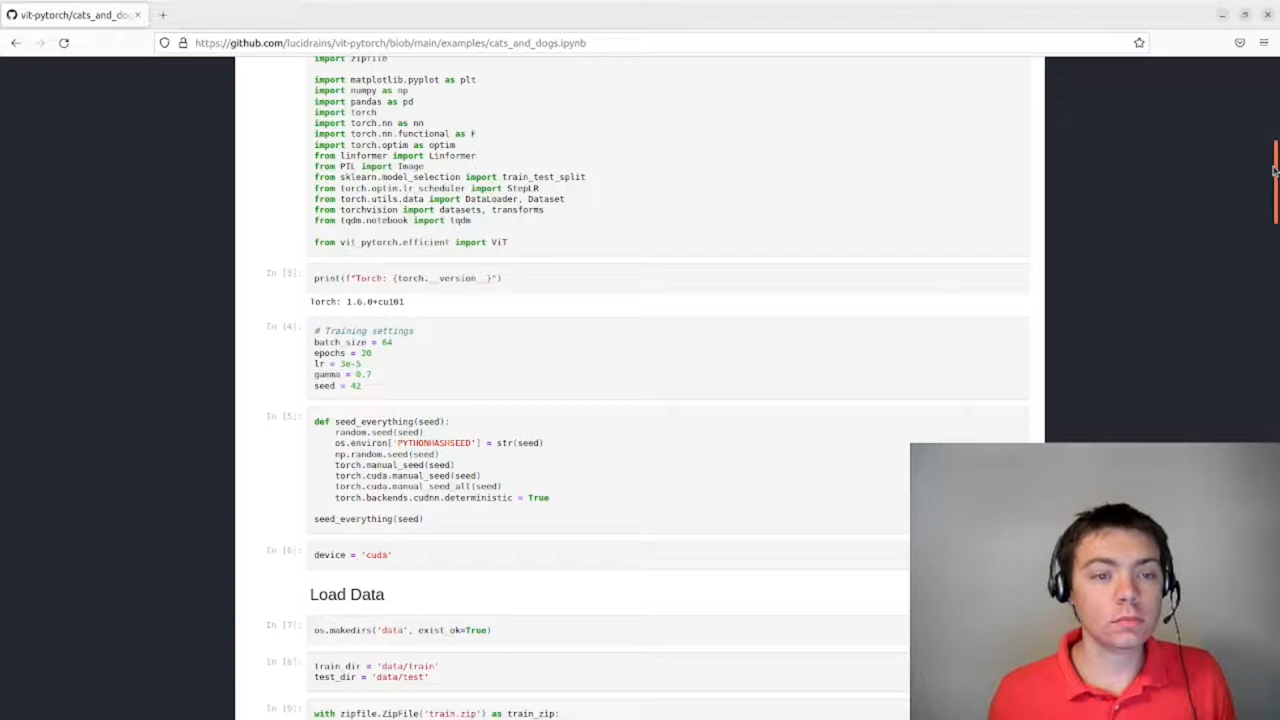 vit-pytorch/cats_and_dog
https://github.com/lucidrains/vit-pytorch/blob/main/examples/cats_and_dogs.ipynb
import zipfile
import matplotlib.pyplot as plt
import numpy as np
import pandas as pd
import torch
import torch.nn as nn
import torch.nn.functional as F
import torch.optim as optim
from linformer import Linformer
from PIL import Image
from sklearn.model_selection import train_test_split
from torch.optim.lr_scheduler import StepLR
from torch.utils.data import DataLoader, Dataset
from torchvision import datasets, transforms
from tqdm.notebook import tqdm
from vit_pytorch.efficient import ViT
In [3]:
print(f"Torch: {torch.__version__}")
Torch: 1.6.0+cu101
In [4]:
# Training settings
batch_size = 64
epochs = 20
lr = 3e-5
gamma = 0.7
seed = 42
In [5]:
def seed_everything(seed):
random.seed(seed)
os.environ['PYTHONHASHSEED'] = str(seed)
np.random.seed(seed)
torch.manual_seed(seed)
torch.cuda.manual_seed(seed)
torch.cuda.manual_seed_all(seed)
torch.backends.cudnn.deterministic = True
seed_everything(seed)
In [6]:
device = 'cuda'
Load Data
In [7]:
os.makedirs('data', exist_ok=True)
In [8]:
train_dir = 'data/train'
test_dir = 'data/test'
In [9]:
with zipfile.ZipFile('train.zip') as train_zip: